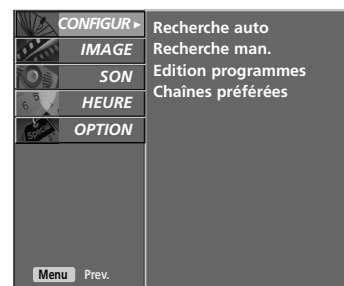 CONFIGUR ►
IMAGE
SON
HEURE
OPTION
Recherche auto
Recherche man.
Edition programmes
Chaînes préférées
Menu Prev.